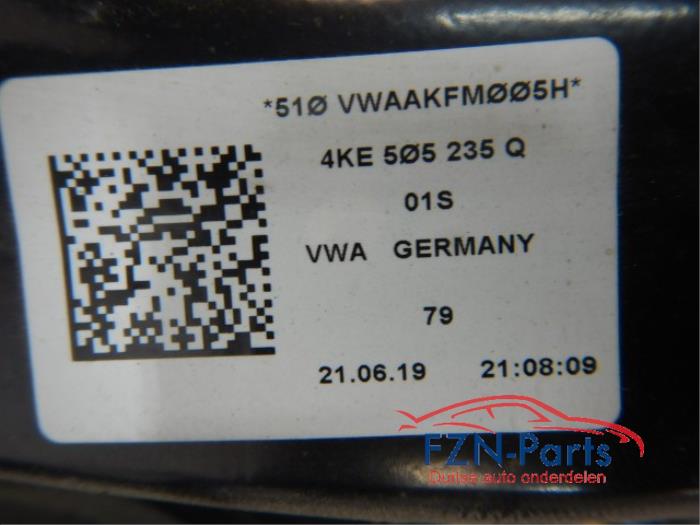 *51Ø VWAAKFMØØ5H*
4KE 5Ø5 235 Q
01S
VWA GERMANY
79
21.06.19 21:08:09
FZN-Parts
Duitse auto onderdelen